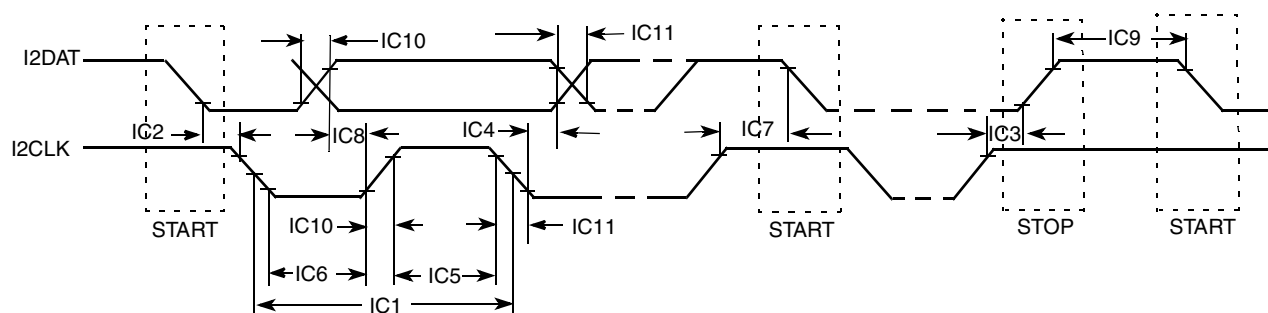 IC10
IC11
IC9
I2DAT
IC2
IC8
IC4
IC7
IC3
I2CLK
START
IC10
IC11
START
STOP
START
IC6
IC5
IC1